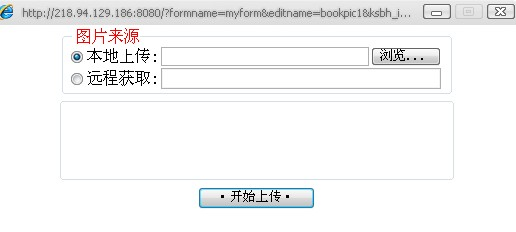 http://218.94.129.186:8080/?formname=myform&editname=bookpic1&ksbh_i...
图片来源
本地上传: 浏览...
远程获取:
· 开始上传 ·